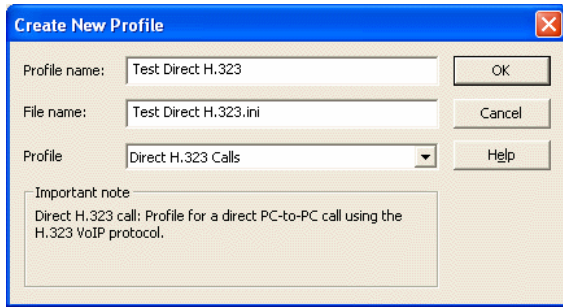 Create New Profile
Profile name: Test Direct H.323 OK
File name: Test Direct H.323.ini Cancel
Profile Direct H.323 Calls Help
Important note
Direct H.323 call: Profile for a direct PC-to-PC call using the
H.323 VoIP protocol.